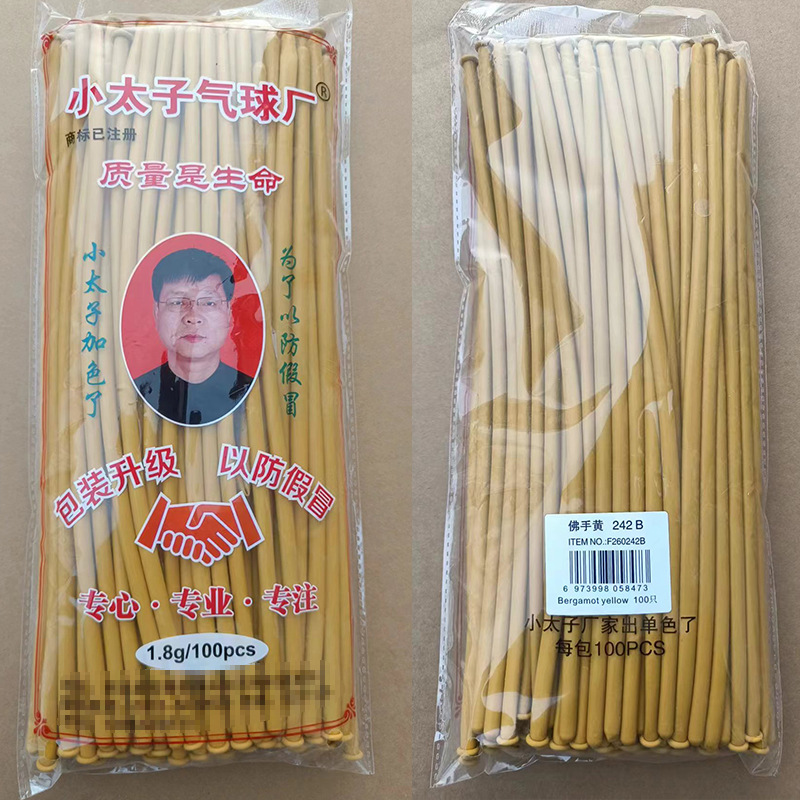 小太子气球厂®
商标已注册
质量是生命
小太子加色了
为了以防假冒
包装升级 以防假冒
专心·专业·专注
1.8g/100pcs
佛手黄 242 B
ITEM NO.:F260242B
6 973998 058473
Bergamot yellow 100只
小太子厂家出单色了
每包100PCS